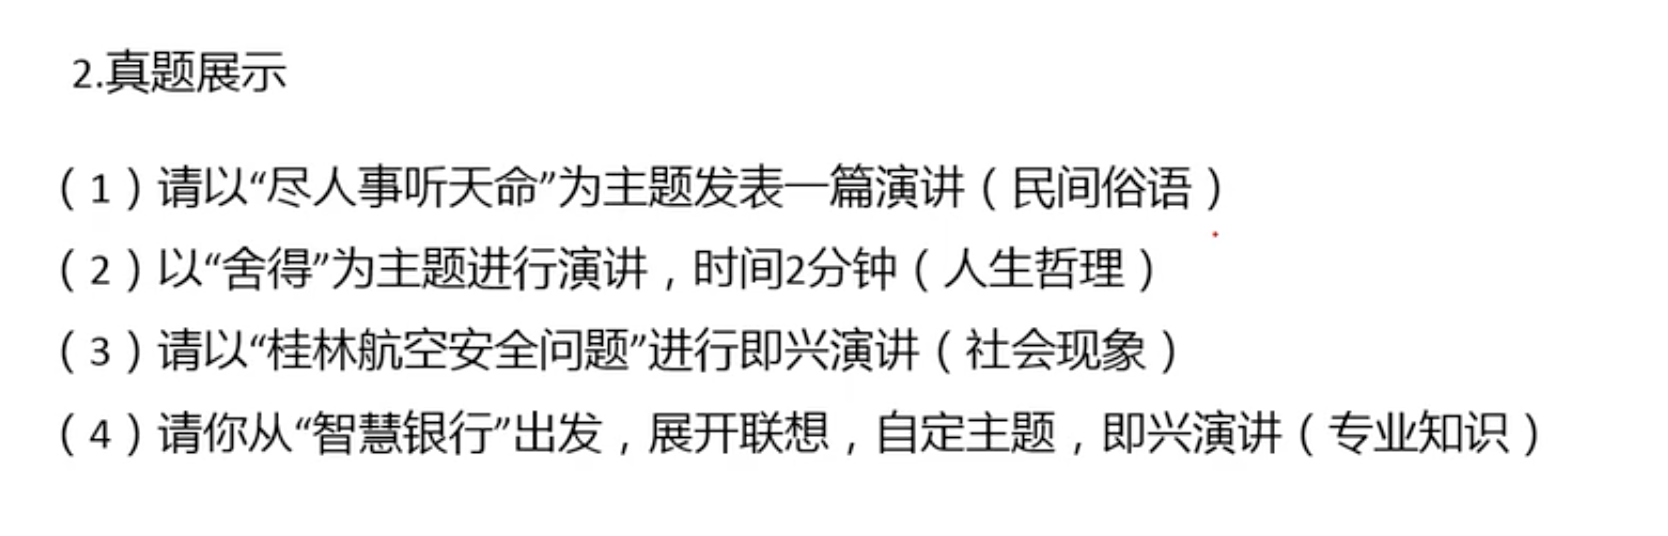 2.真题展示
（1）请以“尽人事听天命”为主题发表一篇演讲（民间俗语）
（2）以“舍得”为主题进行演讲，时间2分钟（人生哲理）
（3）请以“桂林航空安全问题”进行即兴演讲（社会现象）
（4）请你从“智慧银行”出发，展开联想，自定主题，即兴演讲（专业知识）